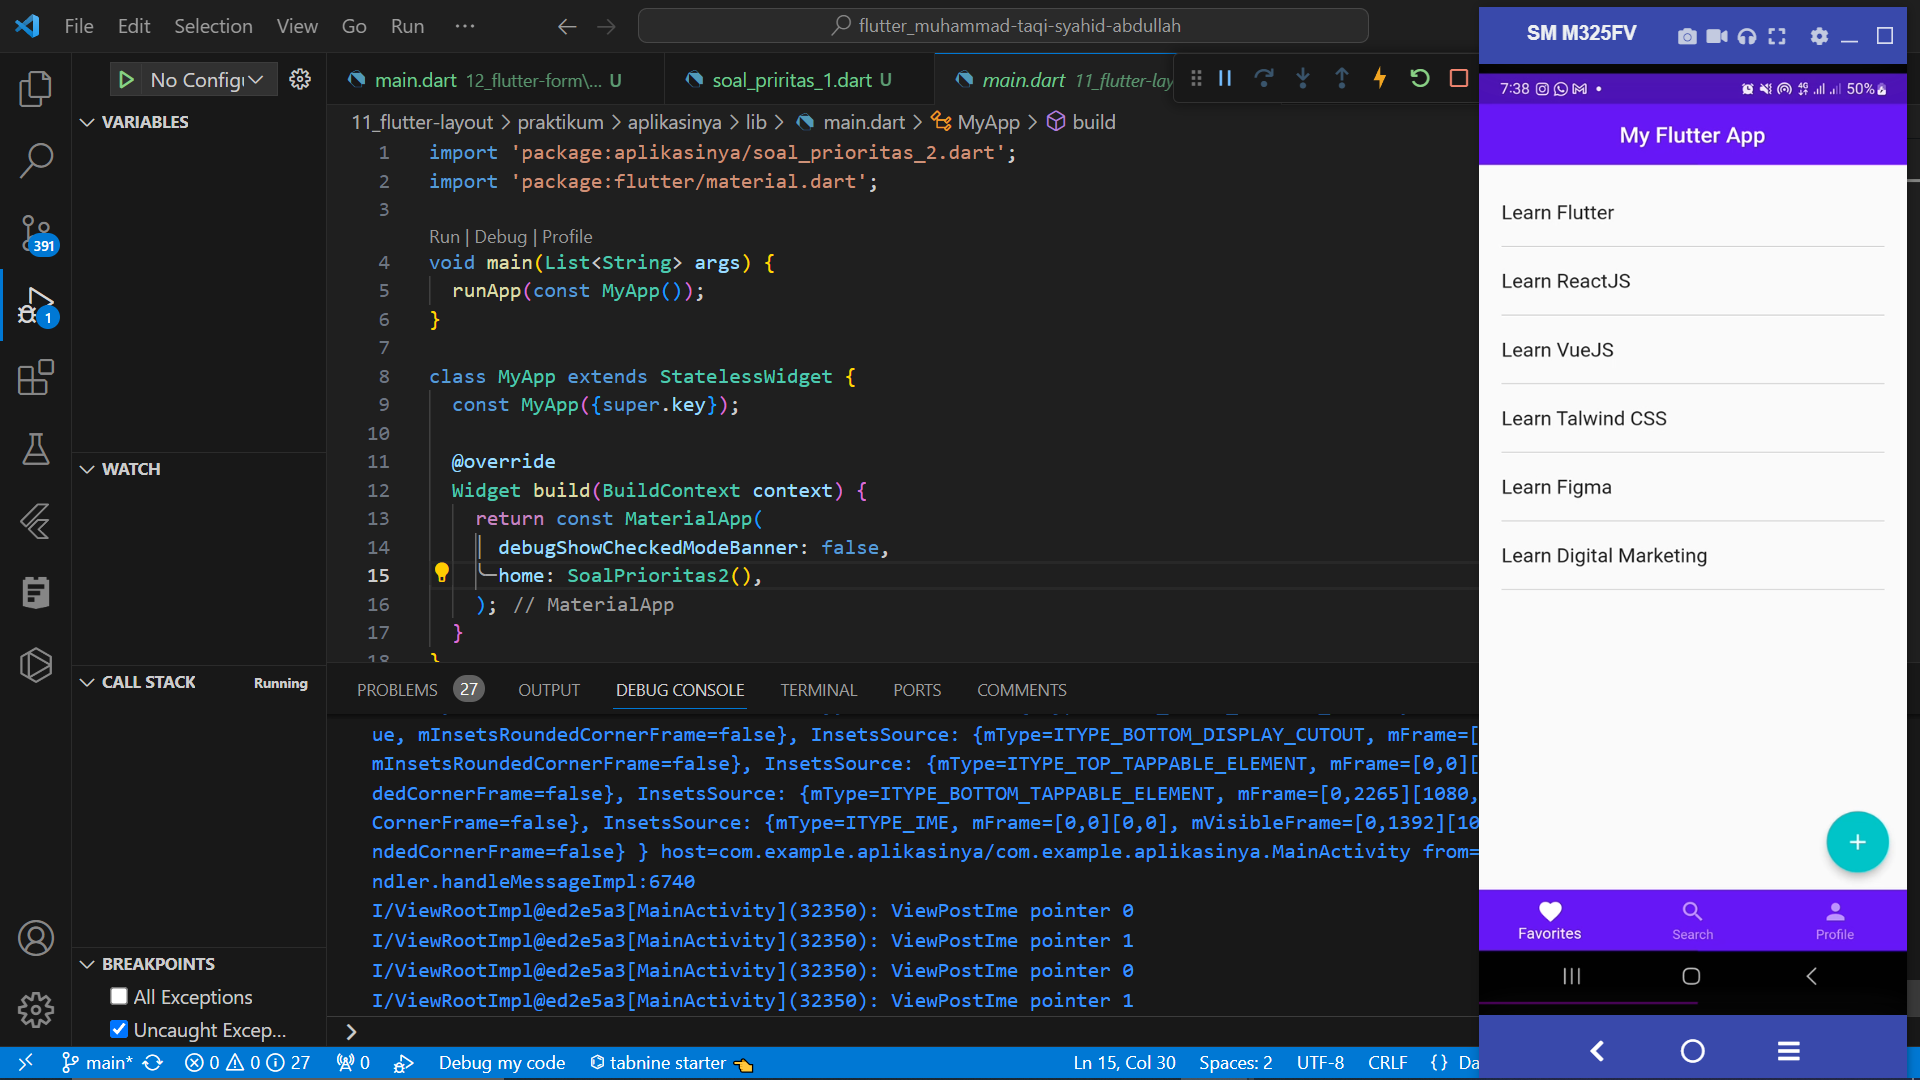 File Edit Selection View Go Run ···
flutter_muhammad-taqi-syahid-abdullah
No Config
main.dart 12_flutter-form\... U
soal_priritas_1.dart U
main.dart 11_flutter-lay
11_flutter-layout > praktikum > aplikasinya > lib > main.dart > MyApp > build
391
1
VARIABLES
WATCH
CALL STACK Running
BREAKPOINTS
All Exceptions
Uncaught Excep...
1 import 'package:aplikasinya/soal_prioritas_2.dart';
2 import 'package:flutter/material.dart';
3
Run | Debug | Profile
4 void main(List<String> args) {
5 runApp(const MyApp());
6 }
7
8 class MyApp extends StatelessWidget {
9 const MyApp({super.key});
10
11 @override
12 Widget build(BuildContext context) {
13 return const MaterialApp(
14 debugShowCheckedModeBanner: false,
15 home: SoalPrioritas2(),
16 ); // MaterialApp
17 }
18 }
PROBLEMS 27 OUTPUT DEBUG CONSOLE TERMINAL PORTS COMMENTS
ue, mInsetsRoundedCornerFrame=false}, InsetsSource: {mType=ITYPE_BOTTOM_DISPLAY_CUTOUT, mFrame=[
mInsetsRoundedCornerFrame=false}, InsetsSource: {mType=ITYPE_TOP_TAPPABLE_ELEMENT, mFrame=[0,0][
dedCornerFrame=false}, InsetsSource: {mType=ITYPE_BOTTOM_TAPPABLE_ELEMENT, mFrame=[0,2265][1080,
CornerFrame=false}, InsetsSource: {mType=ITYPE_IME, mFrame=[0,0][0,0], mVisibleFrame=[0,1392][10
ndedCornerFrame=false} } host=com.example.aplikasinya/com.example.aplikasinya.MainActivity from=
ndler.handleMessageImpl:6740
I/ViewRootImpl@ed2e5a3[MainActivity](32350): ViewPostIme pointer 0
I/ViewRootImpl@ed2e5a3[MainActivity](32350): ViewPostIme pointer 1
I/ViewRootImpl@ed2e5a3[MainActivity](32350): ViewPostIme pointer 0
I/ViewRootImpl@ed2e5a3[MainActivity](32350): ViewPostIme pointer 1
main* 0 0 27 0 Debug my code tabnine starter Ln 15, Col 30 Spaces: 2 UTF-8 CRLF {} Da
SM M325FV
7:38 4G 50%
My Flutter App
Learn Flutter
Learn ReactJS
Learn VueJS
Learn Talwind CSS
Learn Figma
Learn Digital Marketing
+
Favorites Search Profile